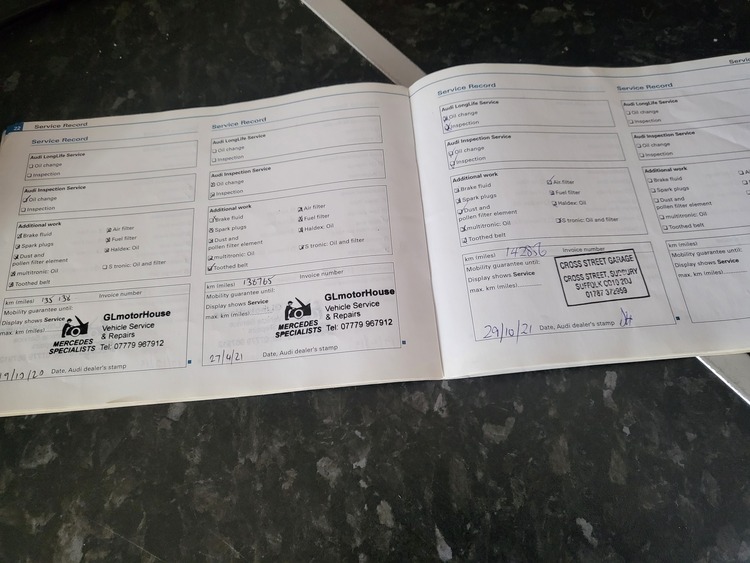 22 Service Record
Service Record
Audi LongLife Service
Oil change
Inspection
Audi Inspection Service
Oil change
Inspection
Additional work
Brake fluid
Air filter
Spark plugs
Fuel filter
Dust and
pollen filter element
Haldex: Oil
multitronic: Oil
S tronic: Oil and filter
Toothed belt
km (miles) 135 136 Invoice number
Mobility guarantee until:
Display shows Service
max. km (miles)
MERCEDES
SPECIALISTS
GLmotorHouse
Vehicle Service
& Repairs
Tel: 07779 967912
Date, Audi dealer's stamp
Service Record
Audi LongLife Service
Oil change
Inspection
Audi Inspection Service
Oil change
Inspection
Additional work
Brake fluid
Air filter
Spark plugs
Fuel filter
Dust and
pollen filter element
Haldex: Oil
multitronic: Oil
S tronic: Oil and filter
Toothed belt
km (miles) 138765 Invoice number
Mobility guarantee until:
Display shows Service
max. km (miles)
MERCEDES
SPECIALISTS
GLmotorHouse
Vehicle Service
& Repairs
Tel: 07779 967912
27/4/21 Date, Audi dealer's stamp
Service Record
Audi LongLife Service
Oil change
Inspection
Audi Inspection Service
Oil change
Inspection
Additional work
Brake fluid
Air filter
Spark plugs
Fuel filter
Dust and
pollen filter element
Haldex: Oil
multitronic: Oil
S tronic: Oil and filter
Toothed belt
km (miles) Invoice number
Mobility guarantee until:
Display shows Service
max. km (miles)
CROSS STREET GARAGE
CROSS STREET, SUDBURY
SUFFOLK CO10 2DJ
01787 372959
29/10/21 Date, Audi dealer's stamp
Service Record
Audi LongLife Service
Oil change
Inspection
Audi Inspection Service
Oil change
Inspection
Additional work
Brake fluid
Spark plugs
Dust and
pollen filter element
multitronic: Oil
Toothed belt
km (miles)
Mobility guarantee until:
Display shows Service
max. km (miles)